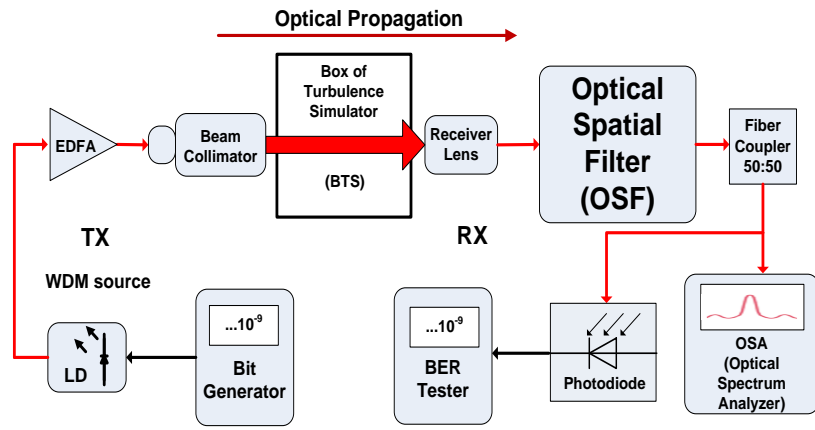 Optical Propagation
Box of
Turbulence
Simulator
(BTS)
EDFA
Beam
Collimator
Receiver
Lens
Optical
Spatial
Filter
(OSF)
Fiber
Coupler
50:50
TX
RX
WDM source
LD
...10⁻⁹
Bit
Generator
...10⁻⁹
BER
Tester
Photodiode
OSA
(Optical
Spectrum
Analyzer)